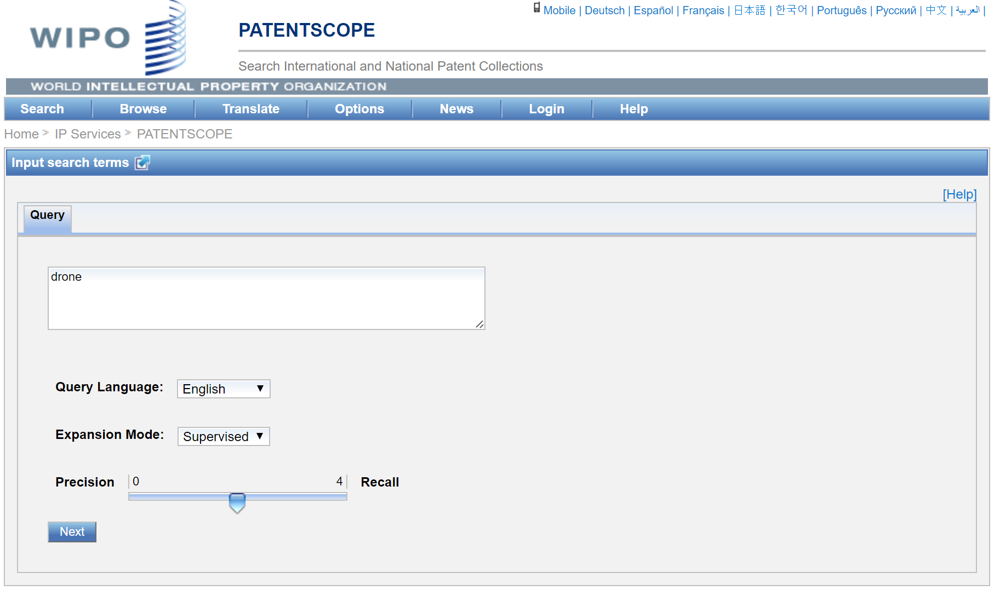 Mobile | Deutsch | Español | Français | 日本語 | 한국어 | Português | Русский | 中文 | العربية |
WIPO
PATENTSCOPE
Search International and National Patent Collections
WORLD INTELLECTUAL PROPERTY ORGANIZATION
Search Browse Translate Options News Login Help
Home > IP Services > PATENTSCOPE
Input search terms
[Help]
Query
drone
Query Language: English
Expansion Mode: Supervised
Precision 0 4 Recall
Next